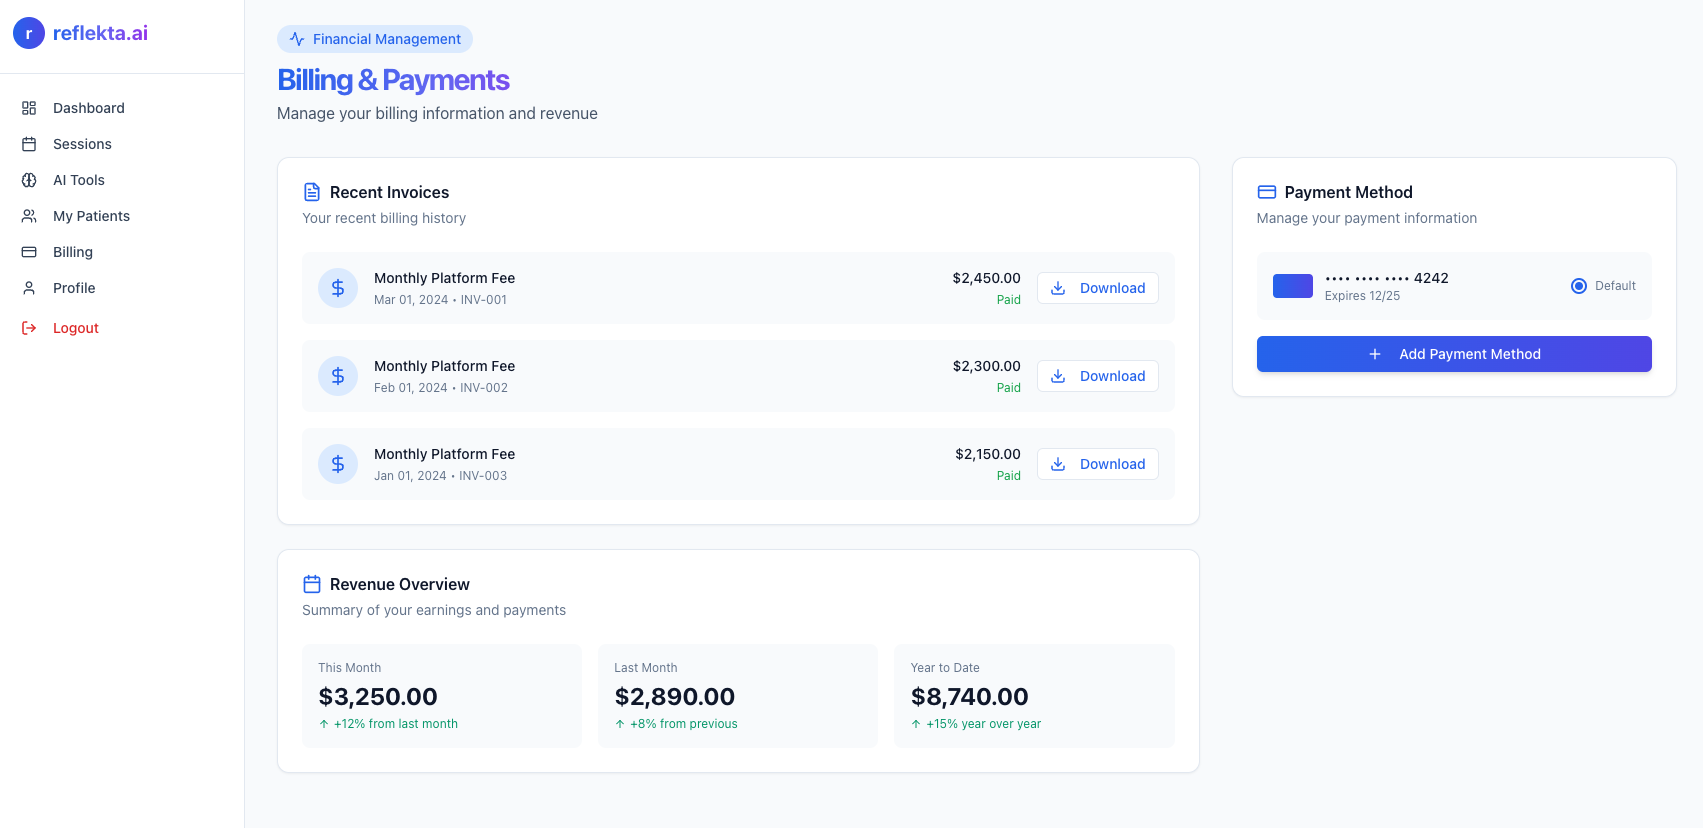 r reflekta.ai
Dashboard
Sessions
AI Tools
My Patients
Billing
Profile
Logout
Financial Management
Billing & Payments
Manage your billing information and revenue
Recent Invoices
Your recent billing history
Monthly Platform Fee
Mar 01, 2024 • INV-001
$2,450.00
Paid
Download
Monthly Platform Fee
Feb 01, 2024 • INV-002
$2,300.00
Paid
Download
Monthly Platform Fee
Jan 01, 2024 • INV-003
$2,150.00
Paid
Download
Revenue Overview
Summary of your earnings and payments
This Month
$3,250.00
↑ +12% from last month
Last Month
$2,890.00
↑ +8% from previous
Year to Date
$8,740.00
↑ +15% year over year
Payment Method
Manage your payment information
•••• •••• •••• 4242
Expires 12/25
Default
+ Add Payment Method